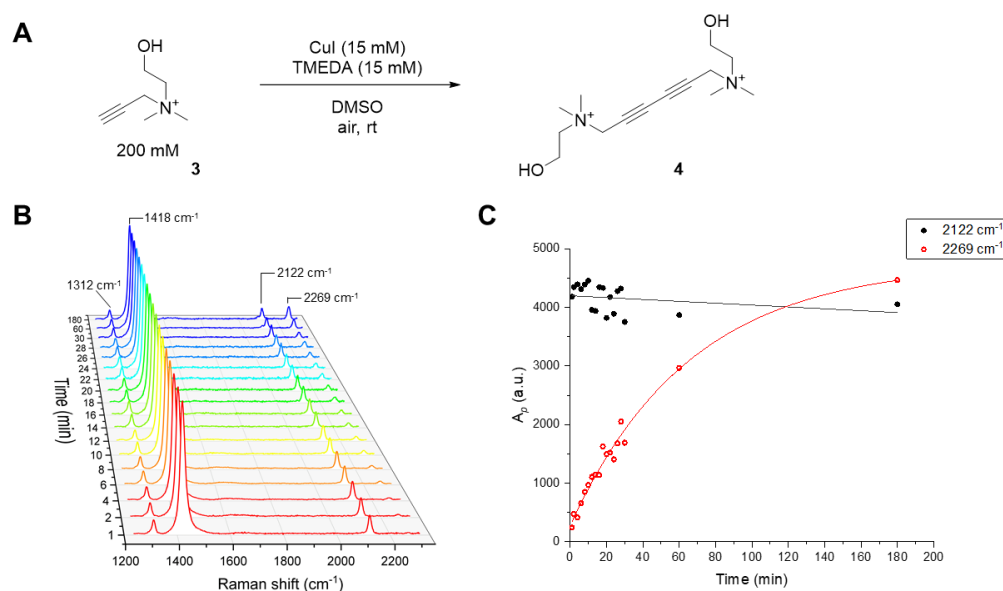 A
OH
N+
200 mM
3
CuI (15 mM)
TMEDA (15 mM)
DMSO
air, rt
OH
N+
N+
HO
4
B
1418 cm-1
1312 cm-1
2122 cm-1
2269 cm-1
180
60
30
28
26
24
22
20
18
16
14
12
10
8
6
4
2
1
Time (min)
1200
1400
1600
1800
2000
2200
Raman shift (cm-1)
C
2122 cm-1
2269 cm-1
5000
4000
3000
2000
1000
0
Ap (a.u.)
0
20
40
60
80
100
120
140
160
180
200
Time (min)